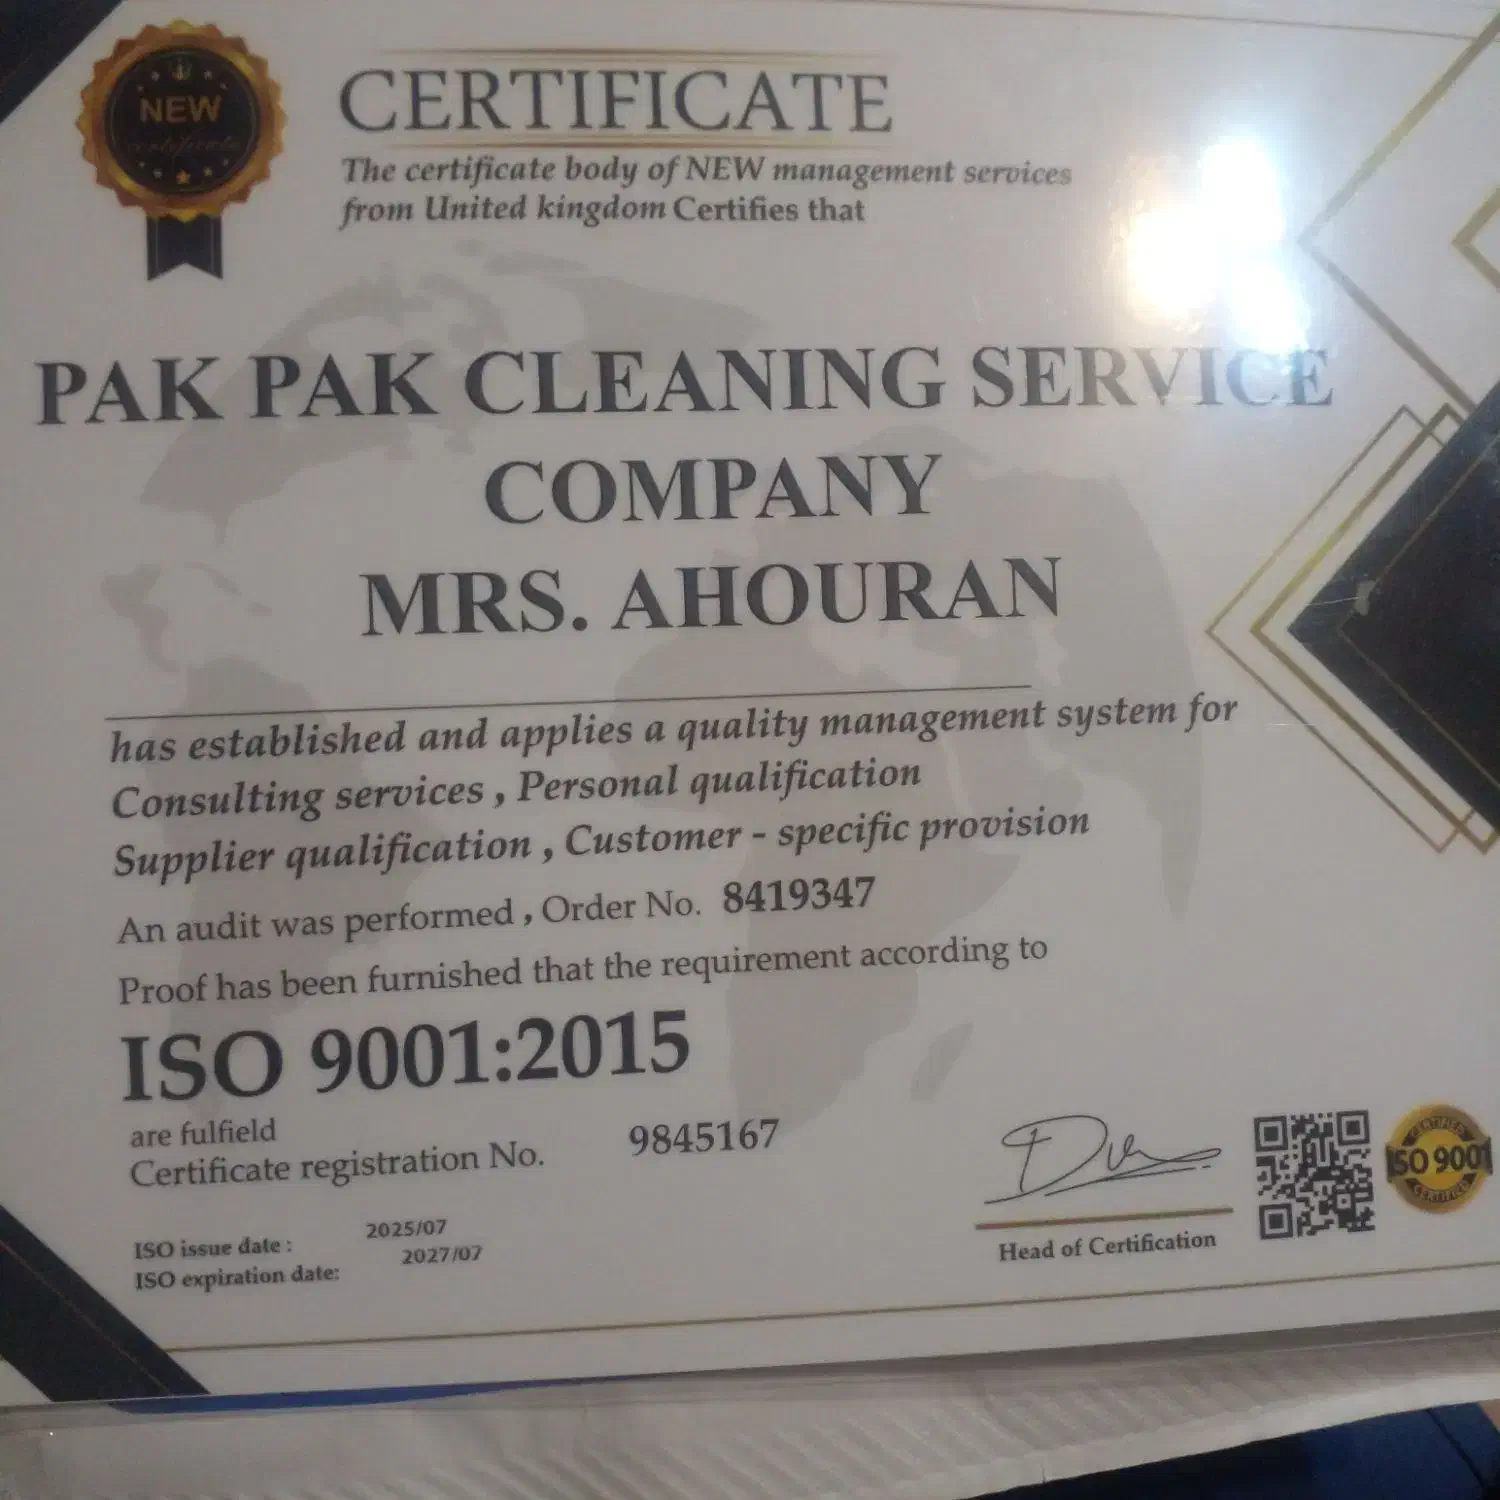 NEW
certificate
CERTIFICATE
The certificate body of NEW management services
from United kingdom Certifies that
PAK PAK CLEANING SERVICE
COMPANY
MRS. AHOURAN
has established and applies a quality management system for
Consulting services , Personal qualification
Supplier qualification , Customer - specific provision
An audit was performed , Order No. 8419347
Proof has been furnished that the requirement according to
ISO 9001:2015
are fulfield
Certificate registration No. 9845167
ISO issue date : 2025/07
ISO expiration date: 2027/07
Head of Certification
CERTIFIED
ISO 9001
CERTIFIED